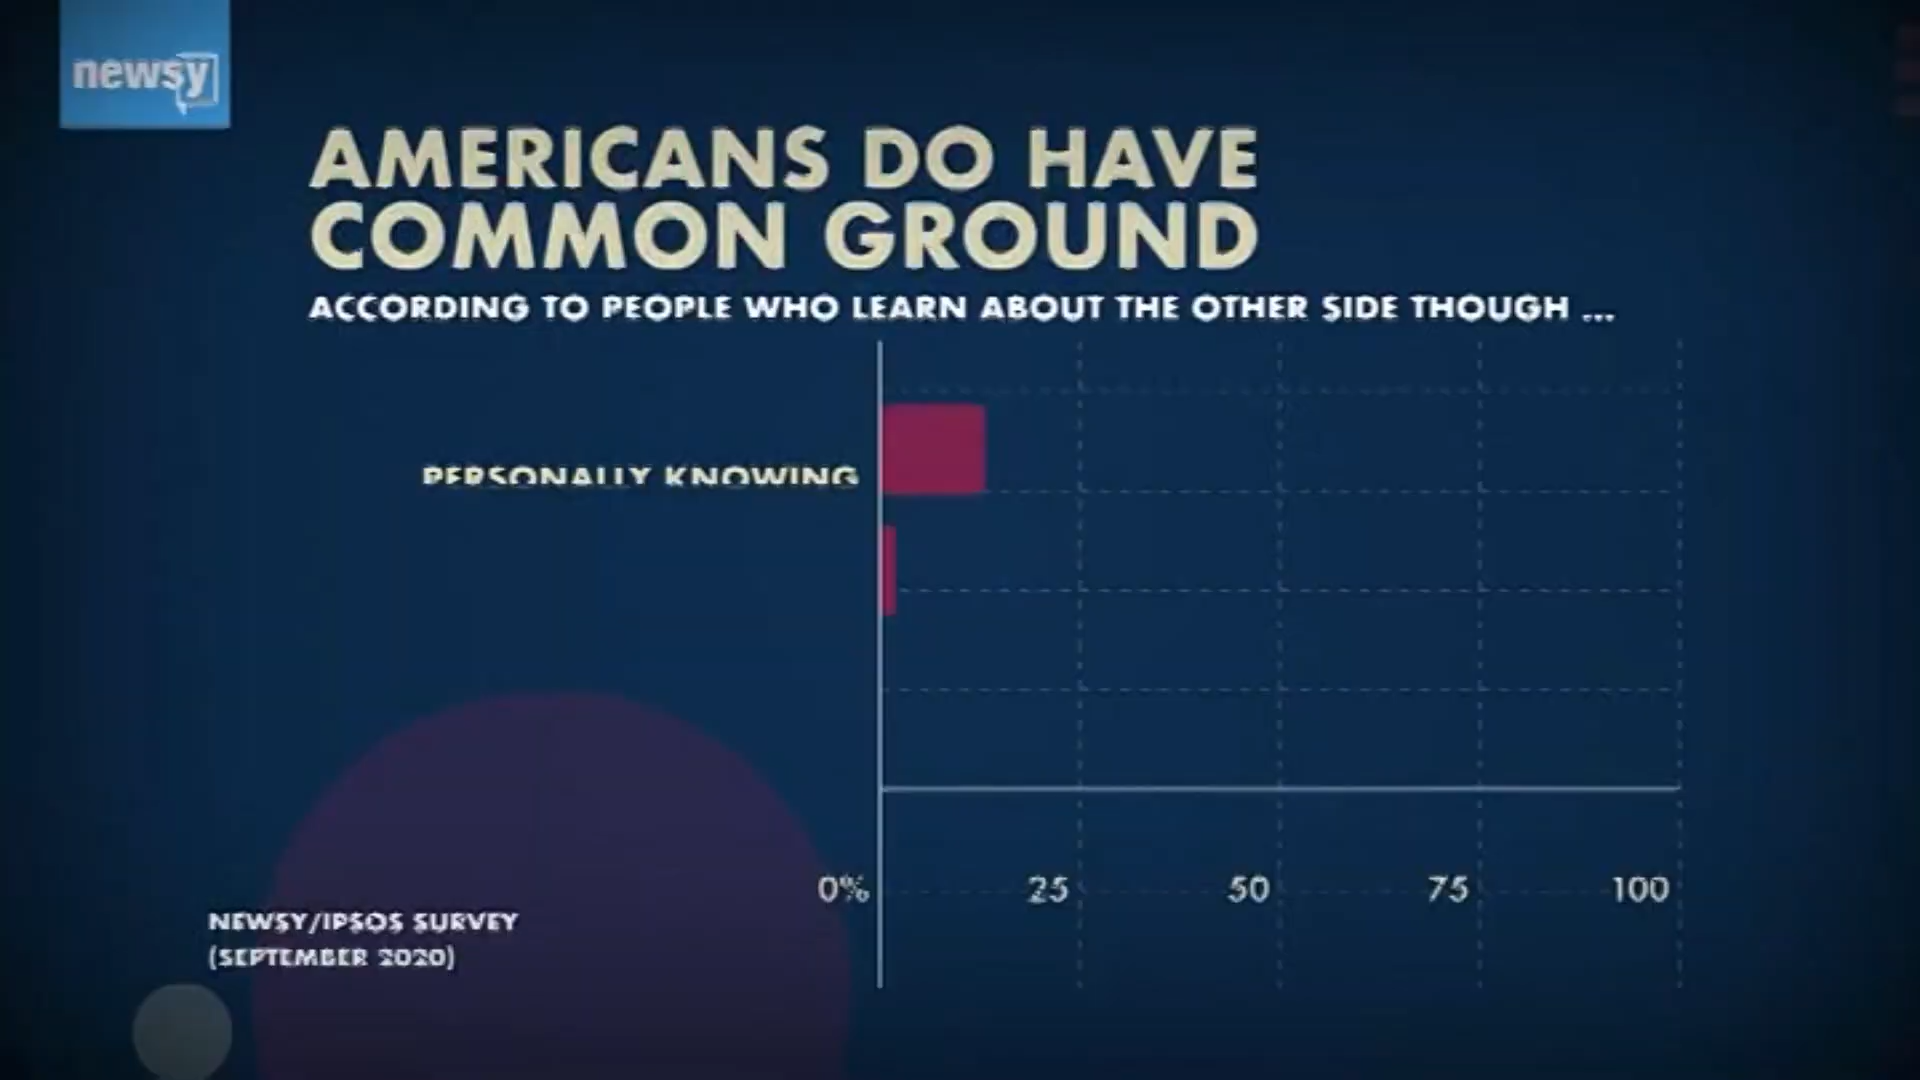 newsy
AMERICANS DO HAVE
COMMON GROUND
ACCORDING TO PEOPLE WHO LEARN ABOUT THE OTHER SIDE THOUGH ...
PERSONALLY KNOWING
0% 25 50 75 100
NEWSY/IPSOS SURVEY
(SEPTEMBER 2020)